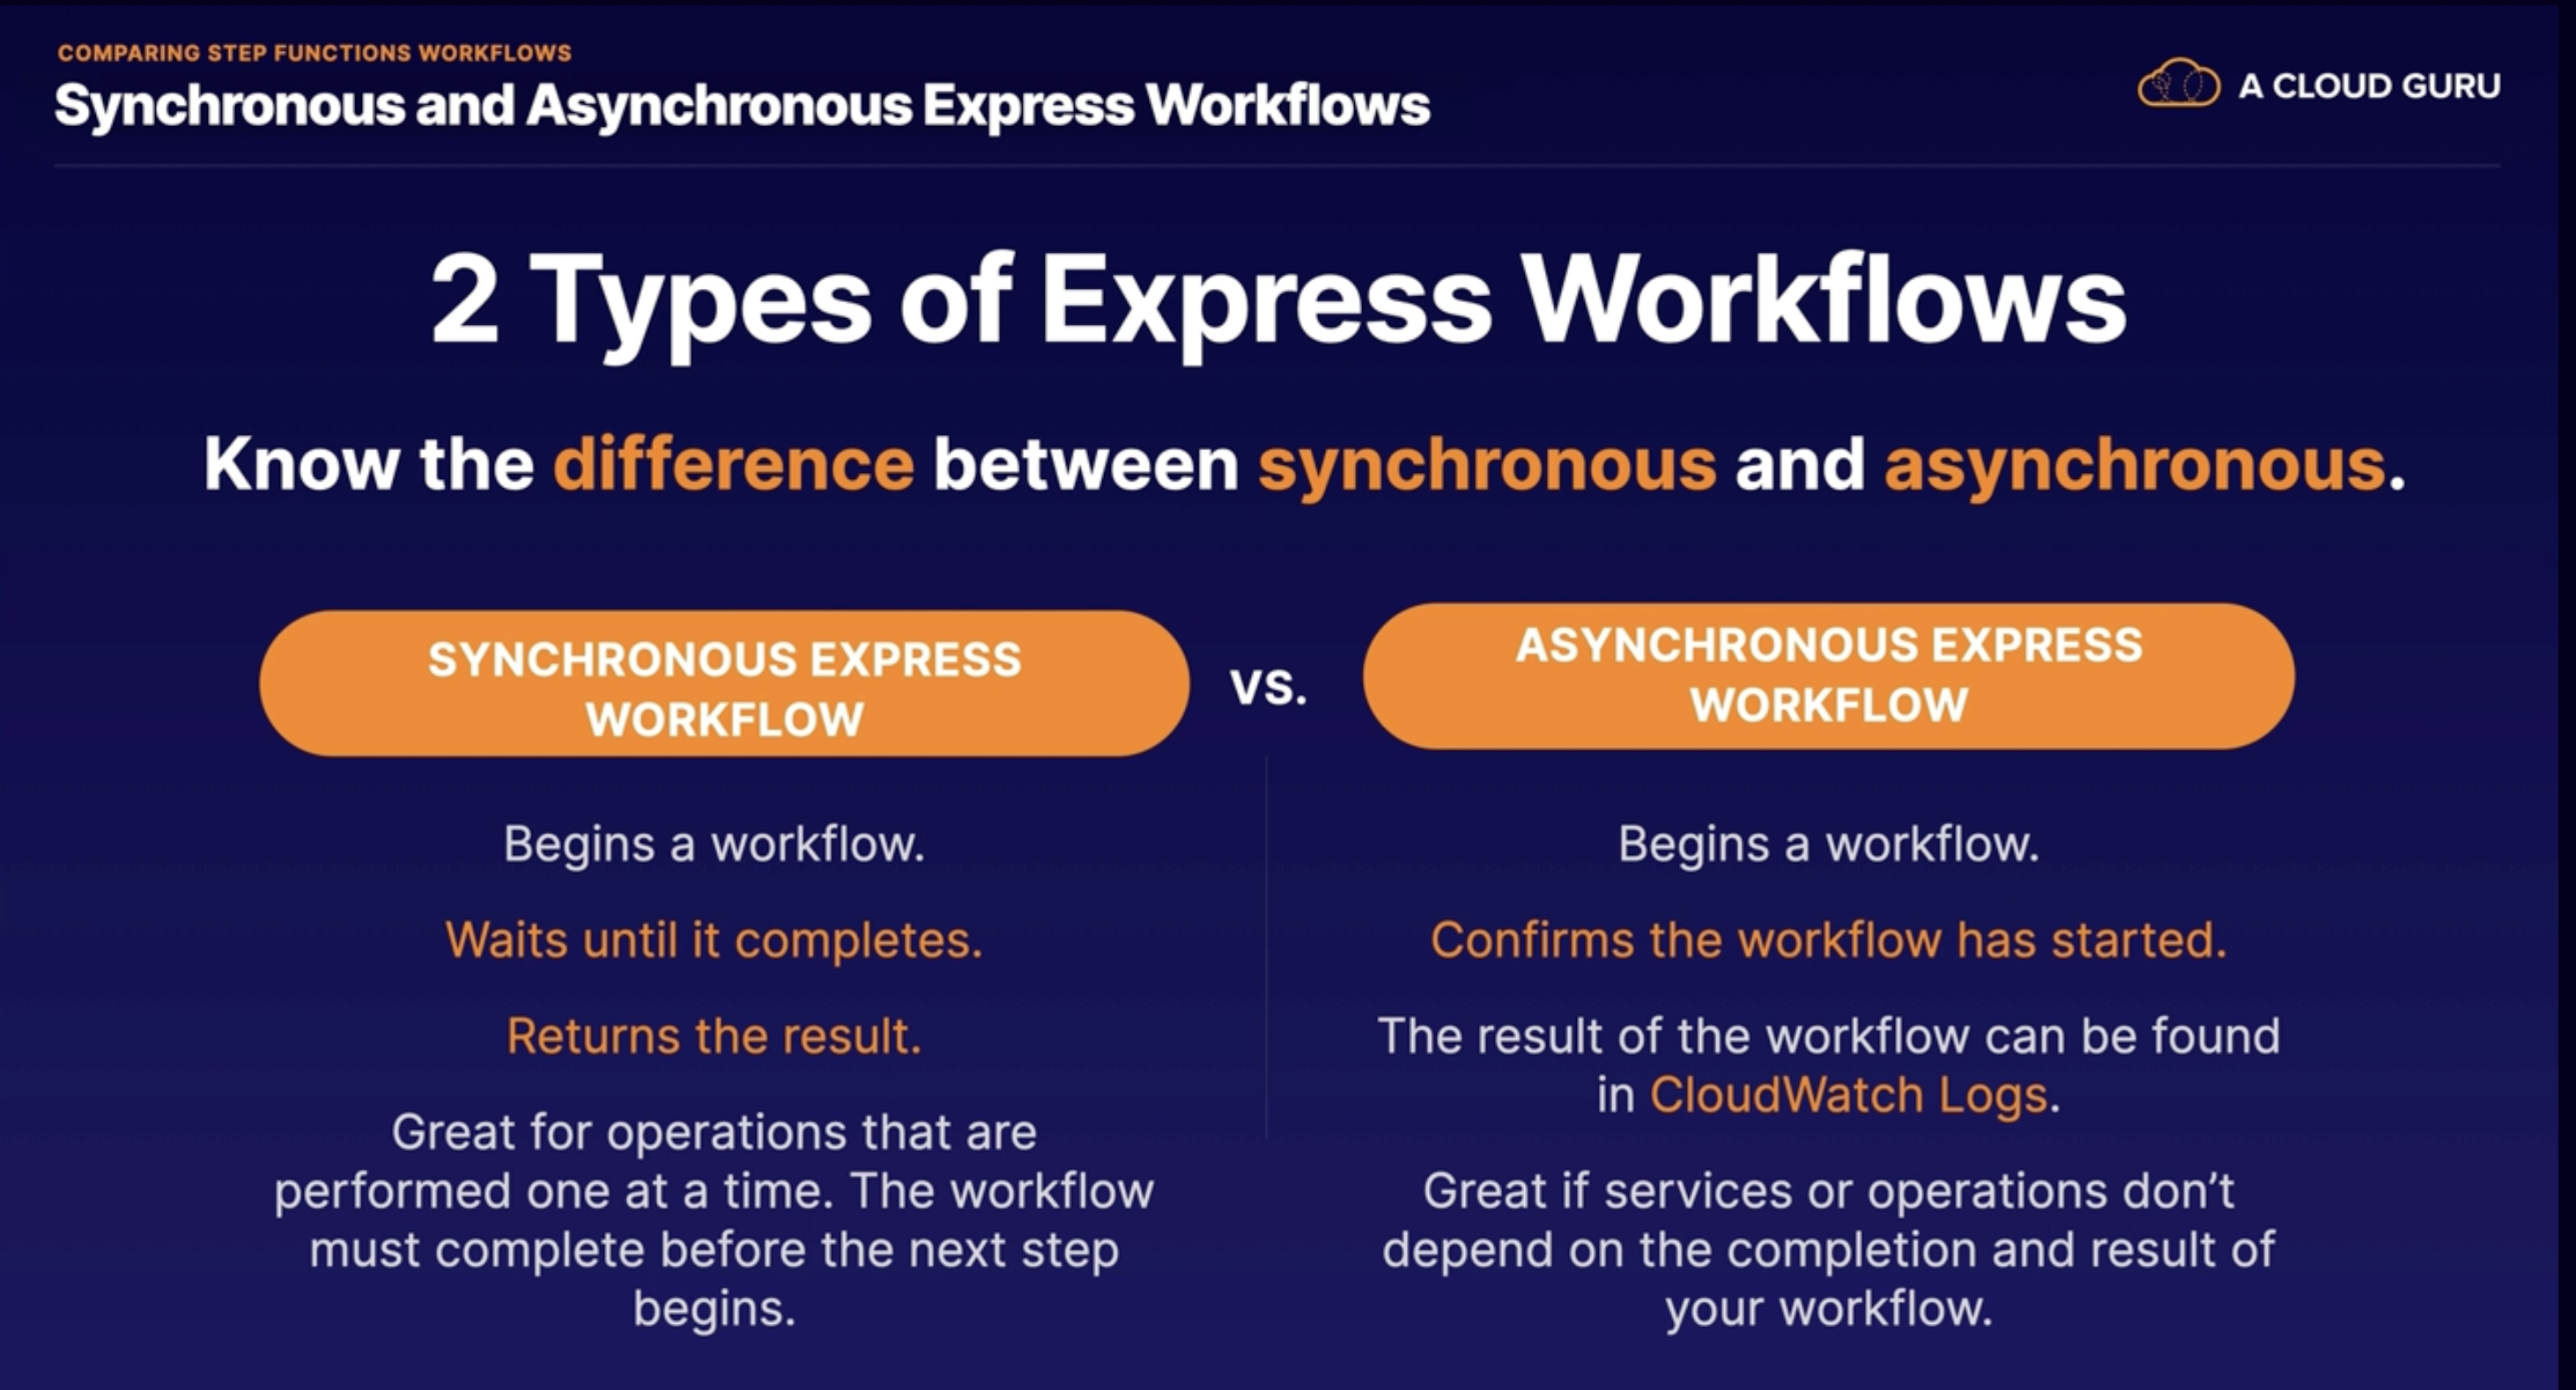 COMPARING STEP FUNCTIONS WORKFLOWS
Synchronous and Asynchronous Express Workflows
A CLOUD GURU
2 Types of Express Workflows
Know the difference between synchronous and asynchronous.
SYNCHRONOUS EXPRESS
WORKFLOW
Begins a workflow.
Waits until it completes.
Returns the result.
Great for operations that are
performed one at a time. The workflow
must complete before the next step
begins.
vs.
ASYNCHRONOUS EXPRESS
WORKFLOW
Begins a workflow.
Confirms the workflow has started.
The result of the workflow can be found
in CloudWatch Logs.
Great if services or operations don’t
depend on the completion and result of
your workflow.